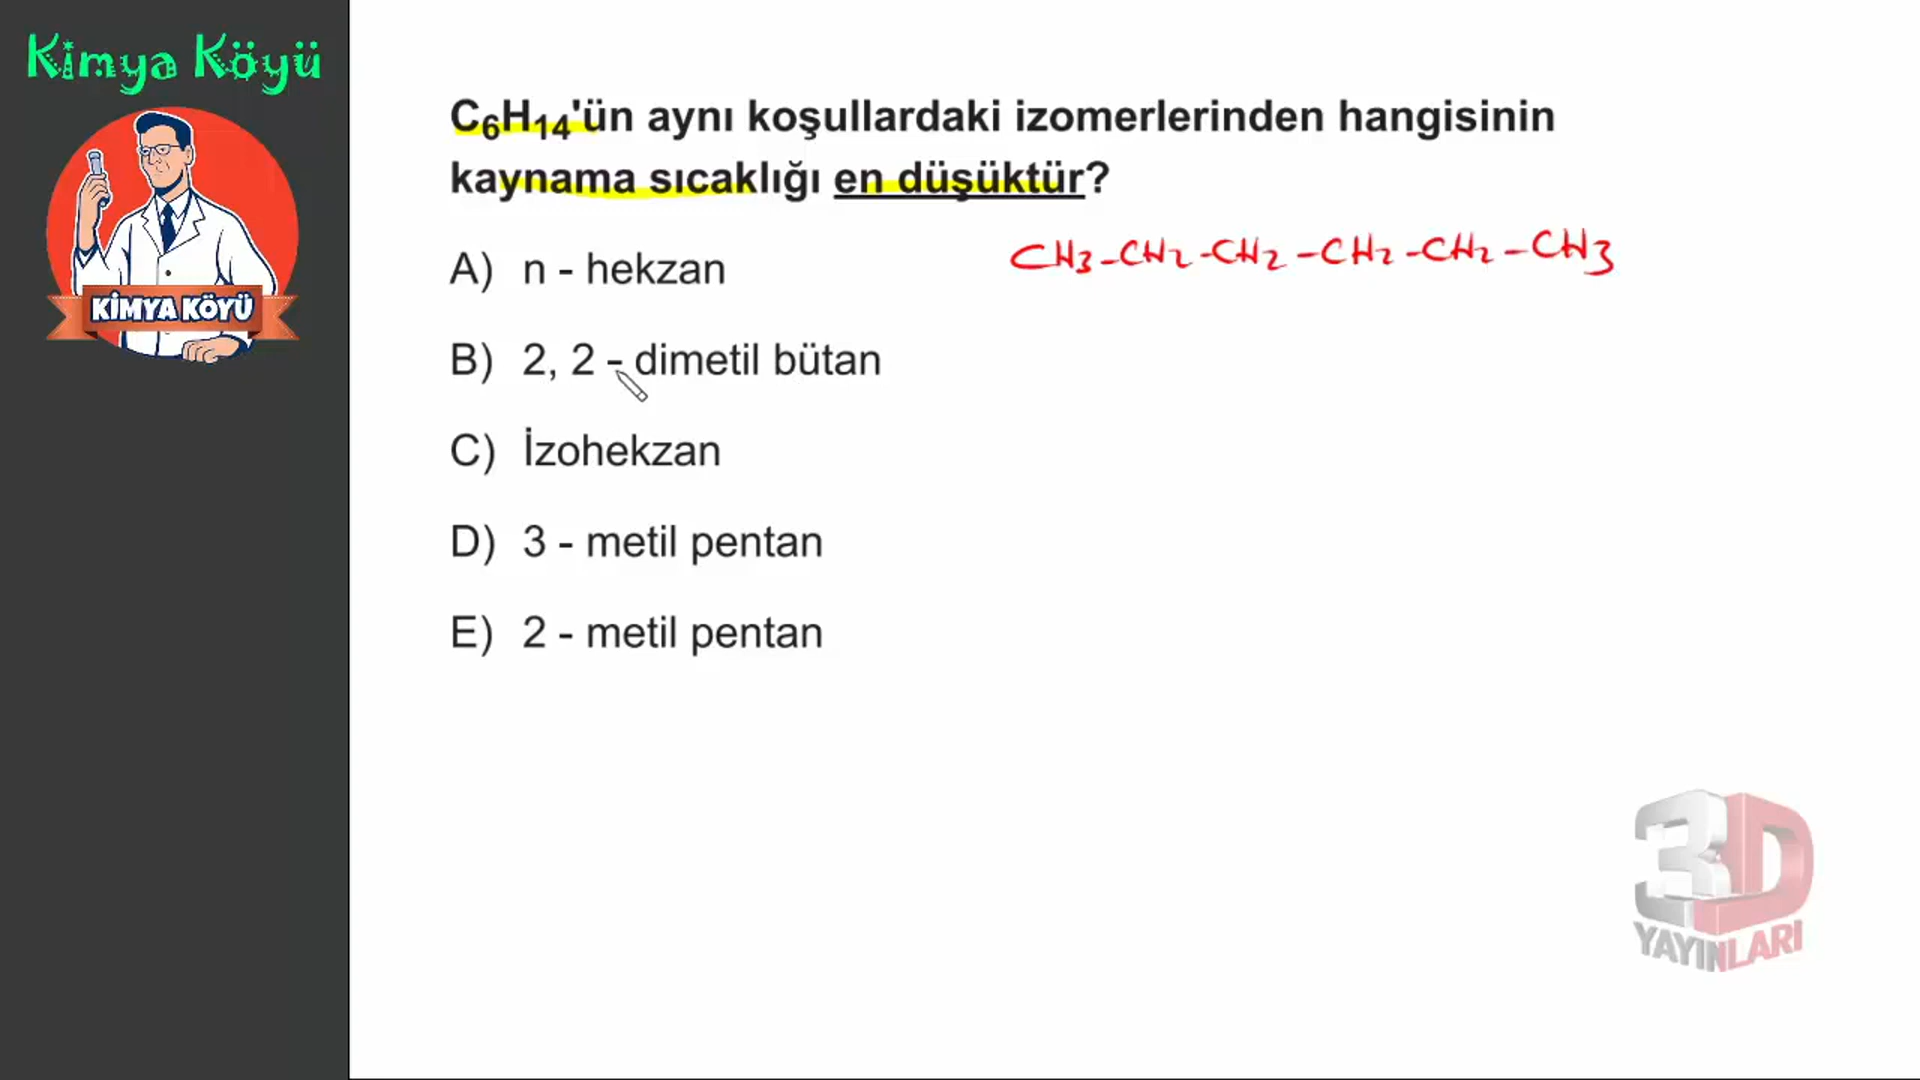 Kimya Köyü
KİMYA KÖYÜ
C₆H₁₄'ün aynı koşullardaki izomerlerinden hangisinin
kaynama sıcaklığı en düşüktür?
CH₃-CH₂-CH₂-CH₂-CH₂-CH₃
A) n - hekzan
B) 2, 2 - dimetil bütan
C) İzohekzan
D) 3 - metil pentan
E) 2 - metil pentan
3D
YAYINLARI